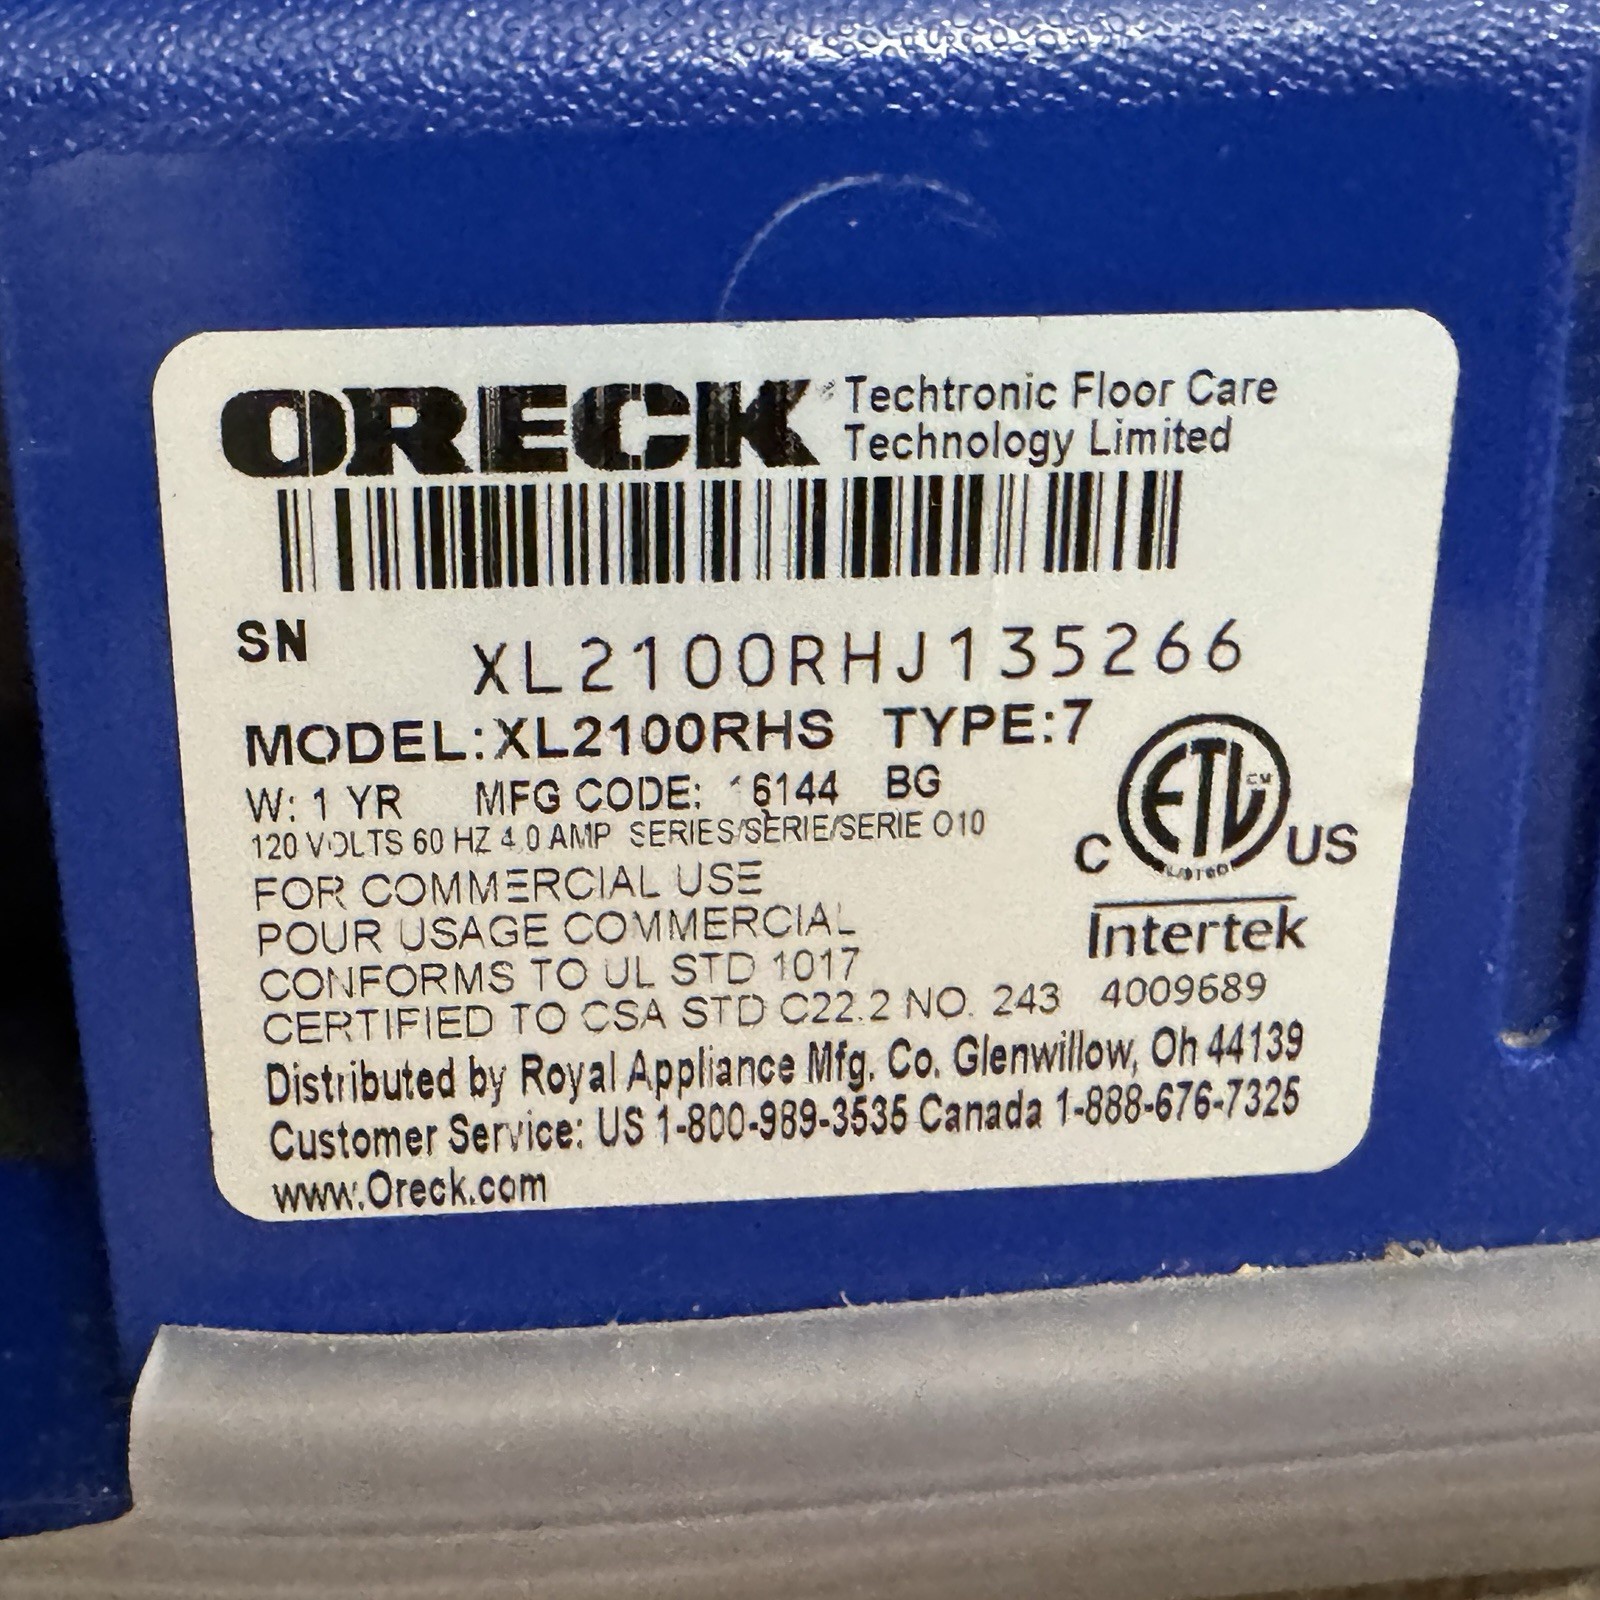 ORECK Techtronic Floor Care
Technology Limited
SN XL2100RHJ135266
MODEL:XL2100RHS TYPE:7
W: 1 YR MFG CODE: 16144 BG
120 VOLTS 60 HZ 4.0 AMP SERIES/SERIE/SERIE 010
FOR COMMERCIAL USE
POUR USAGE COMMERCIAL
CONFORMS TO UL STD 1017
CERTIFIED TO CSA STD C22.2 NO. 243
ETL CM
LISTED
C US
Intertek
4009689
Distributed by Royal Appliance Mfg. Co. Glenwillow, Oh 44139
Customer Service: US 1-800-989-3535 Canada 1-888-676-7325
www.Oreck.com